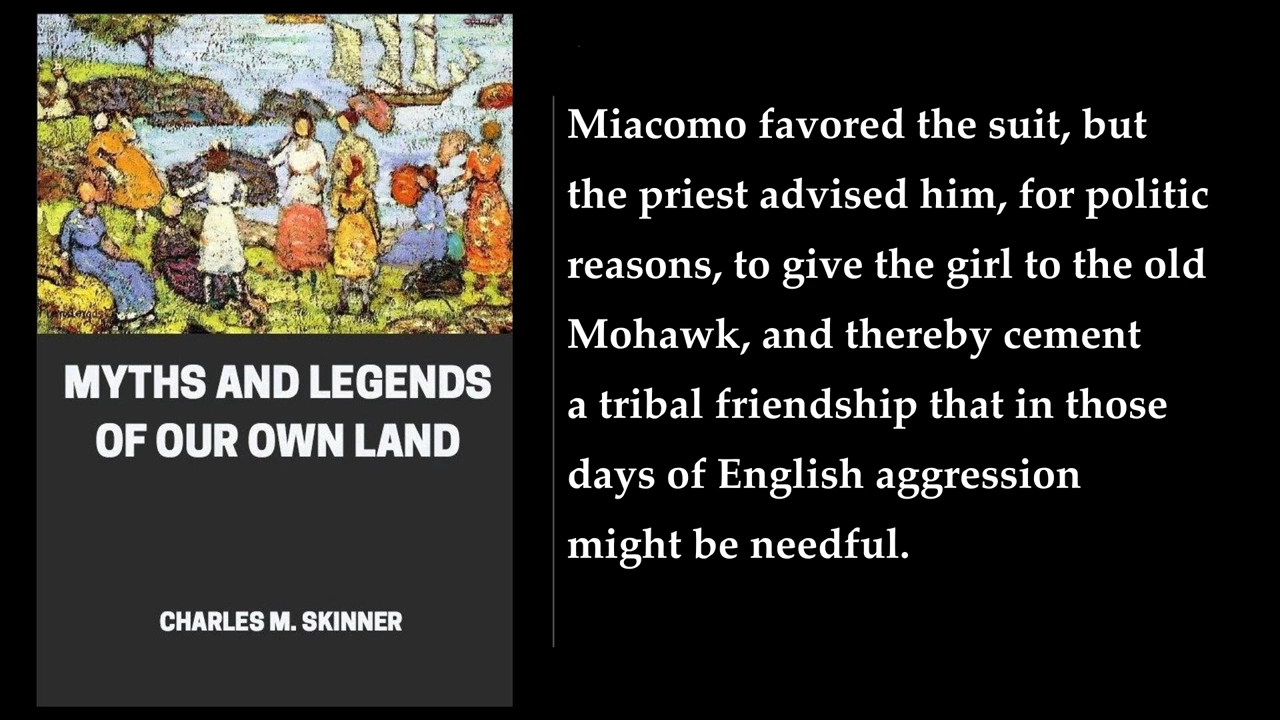 MYTHS AND LEGENDS
OF OUR OWN LAND
CHARLES M. SKINNER
Miacomo favored the suit, but
the priest advised him, for politic
reasons, to give the girl to the old
Mohawk, and thereby cement
a tribal friendship that in those
days of English aggression
might be needful.